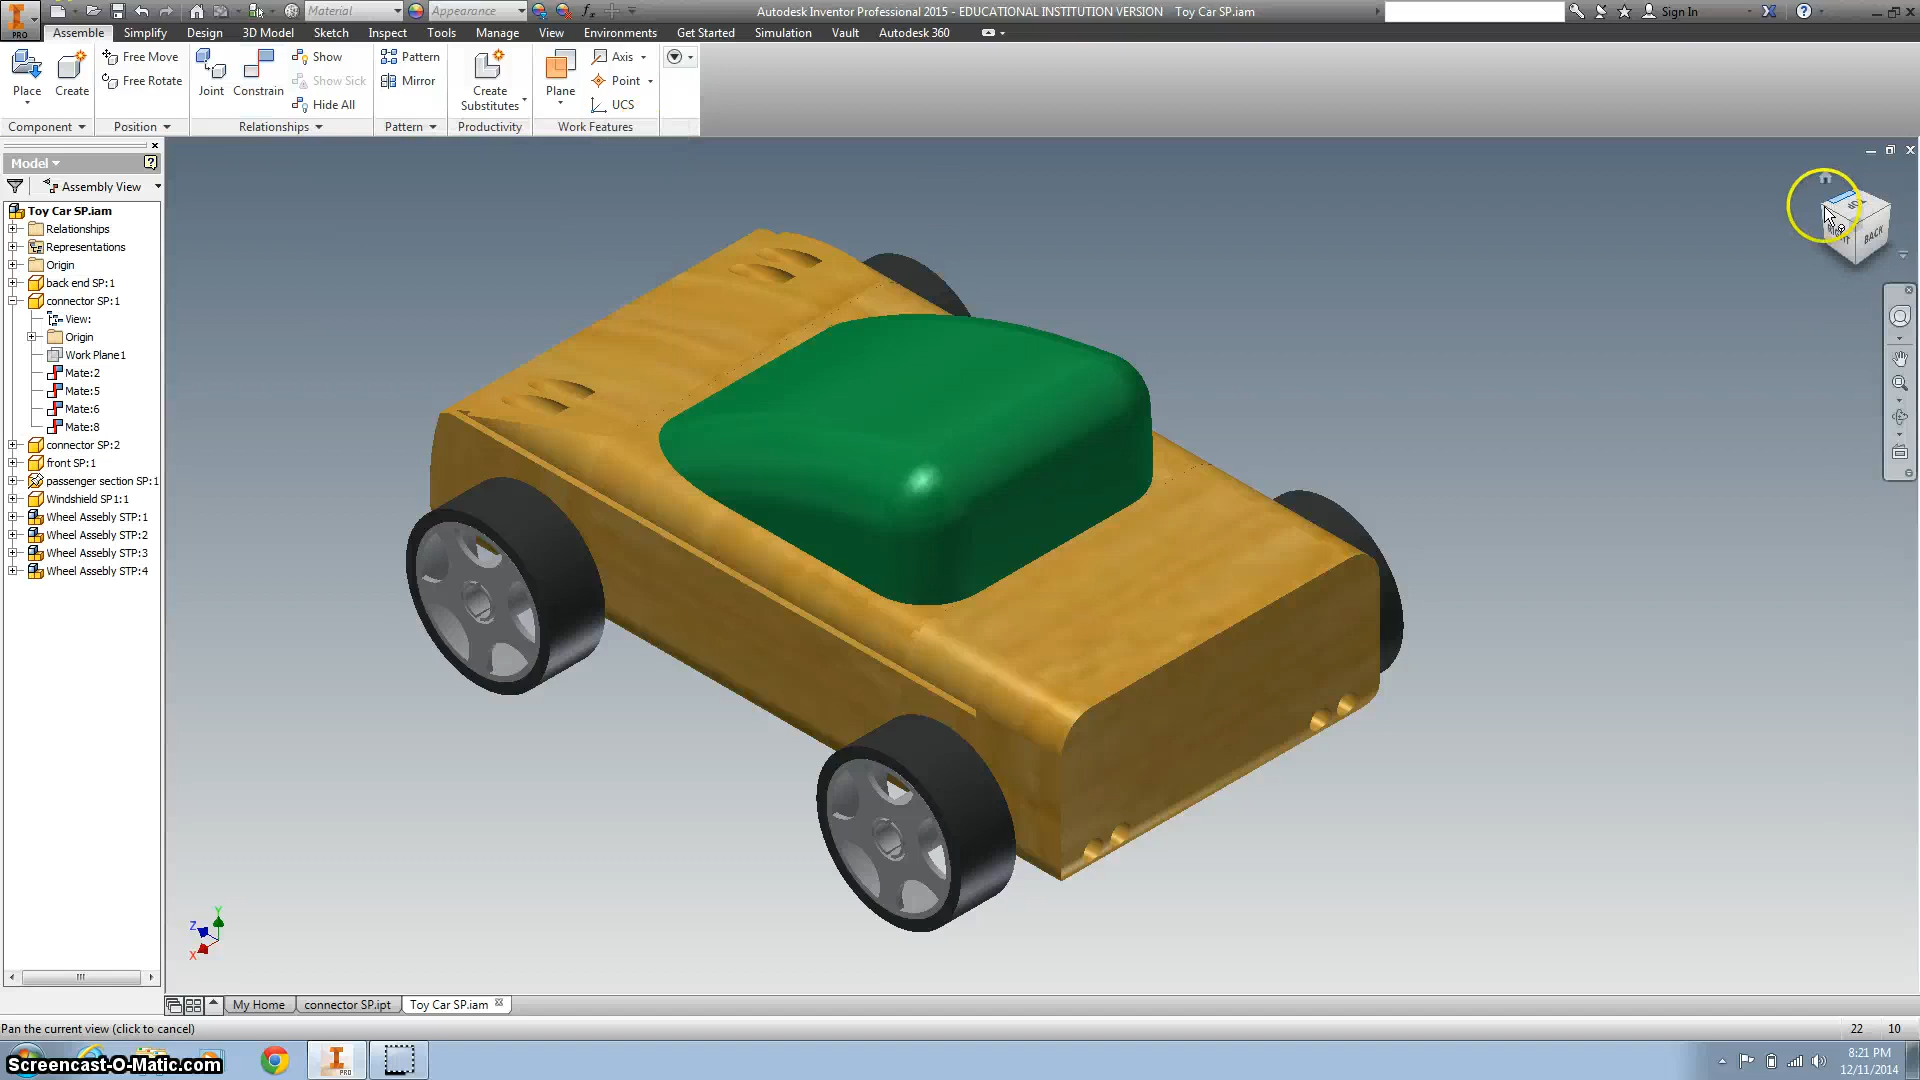 Material
Appearance
Autodesk Inventor Professional 2015 - EDUCATIONAL INSTITUTION VERSION Toy Car SP.iam
Sign In
PRO
Assemble Simplify Design 3D Model Sketch Inspect Tools Manage View Environments Get Started Simulation Vault Autodesk 360
Place
Create
Free Move
Free Rotate
Joint
Constrain
Show
Show Sick
Hide All
Pattern
Mirror
Create
Substitutes
Plane
Axis
Point
UCS
Component Position Relationships Pattern Productivity Work Features
Model
Assembly View
Toy Car SP.iam
Relationships
Representations
Origin
back end SP:1
connector SP:1
View:
Origin
Work Plane1
Mate:2
Mate:5
Mate:6
Mate:8
connector SP:2
front SP:1
passenger section SP:1
Windshield SP1:1
Wheel Assebly STP:1
Wheel Assebly STP:2
Wheel Assebly STP:3
Wheel Assebly STP:4
BACK
Y
Z
X
My Home connector SP.ipt Toy Car SP.iam
Pan the current view (click to cancel)
22 10
Screencast-O-Matic.com
PRO
8:21 PM
12/11/2014